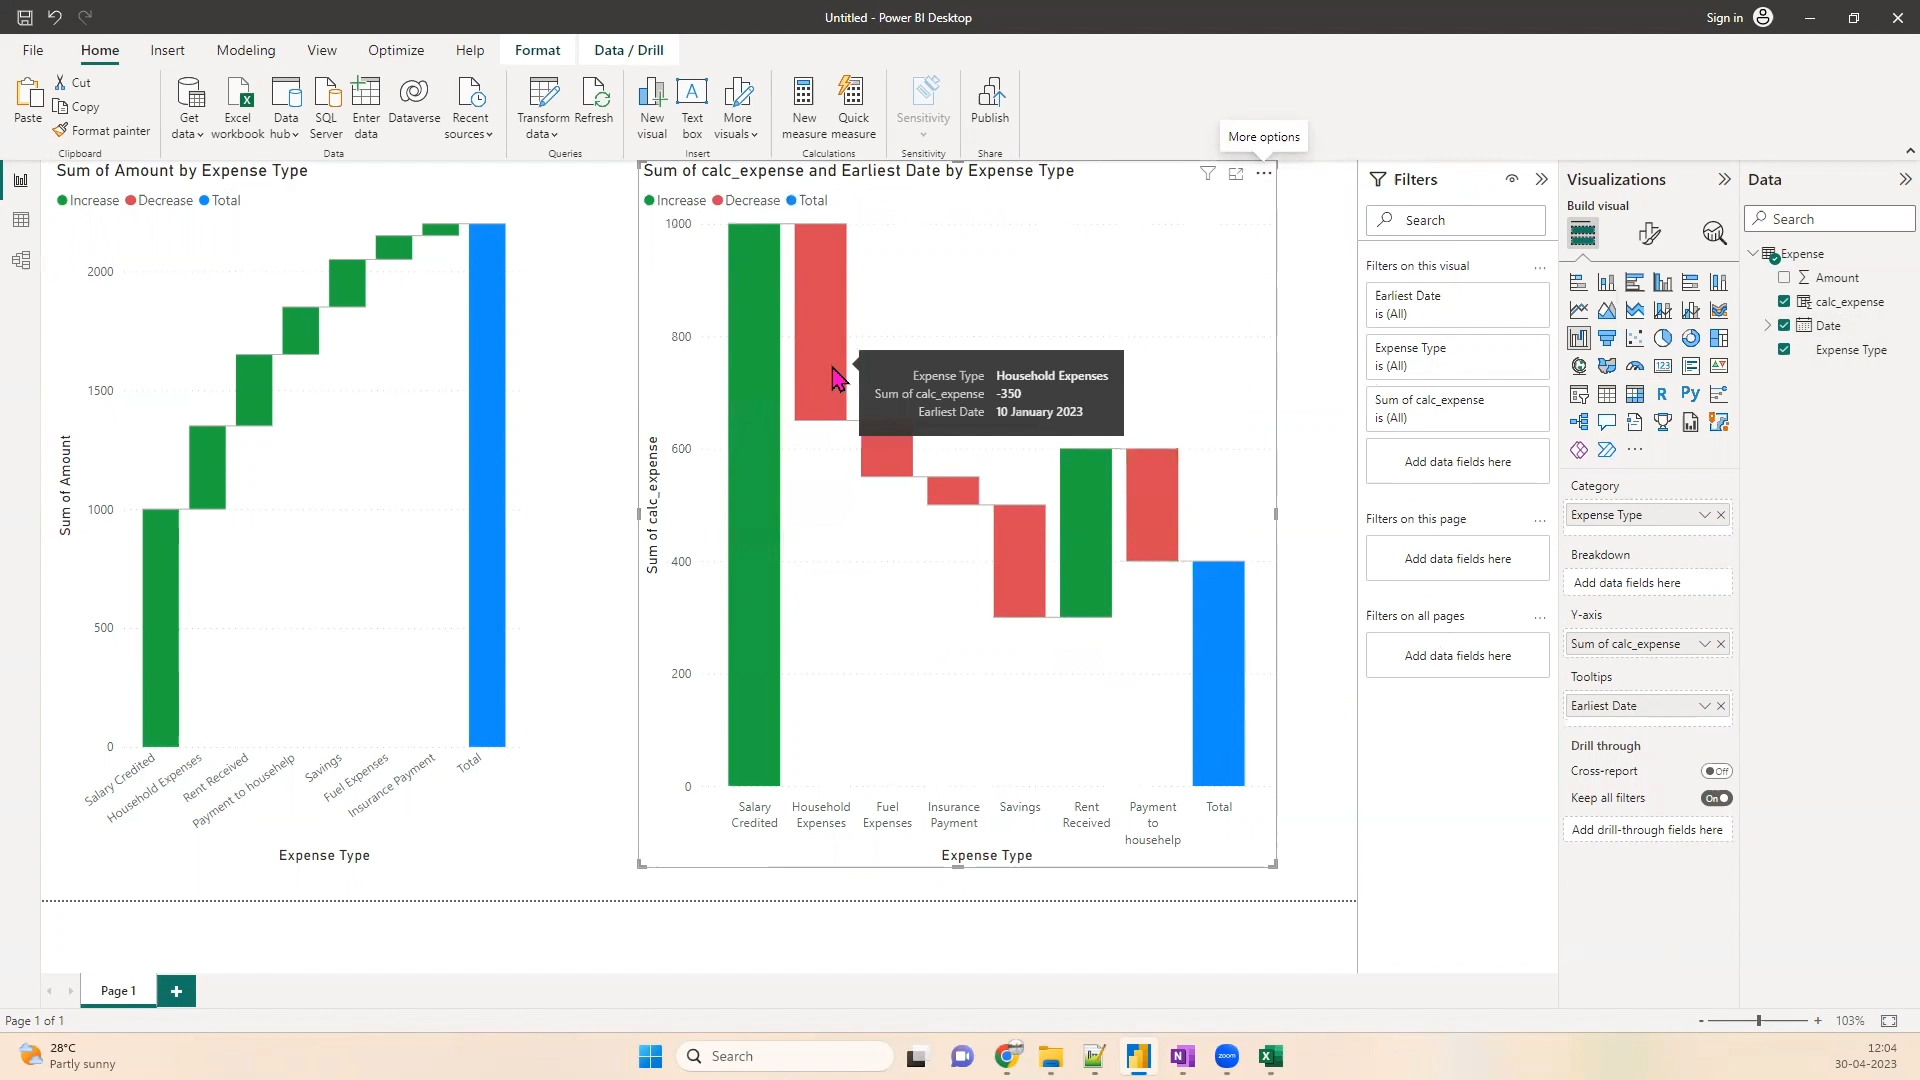 Untitled - Power BI Desktop
Sign in
File
Home
Insert
Modeling
View
Optimize
Help
Format
Data / Drill
Paste
Cut
Copy
Format painter
Clipboard
Get
data
Excel
workbook
Data
hub
SQL
Server
Enter
data
Dataverse
Recent
sources
Data
Transform
data
Refresh
Queries
New
visual
Text
box
More
visuals
Insert
New
measure
Quick
measure
Calculations
Sensitivity
Sensitivity
Publish
Share
More options
Sum of Amount by Expense Type
Increase Decrease Total
2000
1500
1000
500
0
Sum of Amount
Salary Credited
Household Expenses
Rent Received
Payment to househelp
Savings
Fuel Expenses
Insurance Payment
Total
Expense Type
Sum of calc_expense and Earliest Date by Expense Type
Increase Decrease Total
1000
800
600
400
200
0
Sum of calc_expense
Expense Type Household Expenses
Sum of calc_expense -350
Earliest Date 10 January 2023
Salary
Credited
Household
Expenses
Fuel
Expenses
Insurance
Payment
Savings
Rent
Received
Payment
to
househelp
Total
Expense Type
Filters
Search
Filters on this visual
Earliest Date
is (All)
Expense Type
is (All)
Sum of calc_expense
is (All)
Add data fields here
Filters on this page
Add data fields here
Filters on all pages
Add data fields here
Visualizations
Build visual
123
R
Py
Category
Expense Type
Breakdown
Add data fields here
Y-axis
Sum of calc_expense
Tooltips
Earliest Date
Drill through
Cross-report
Off
Keep all filters
On
Add drill-through fields here
Data
Search
Expense
Amount
calc_expense
Date
Expense Type
Page 1
Page 1 of 1
103%
28°C
Partly sunny
Search
zoom
12:04
30-04-2023